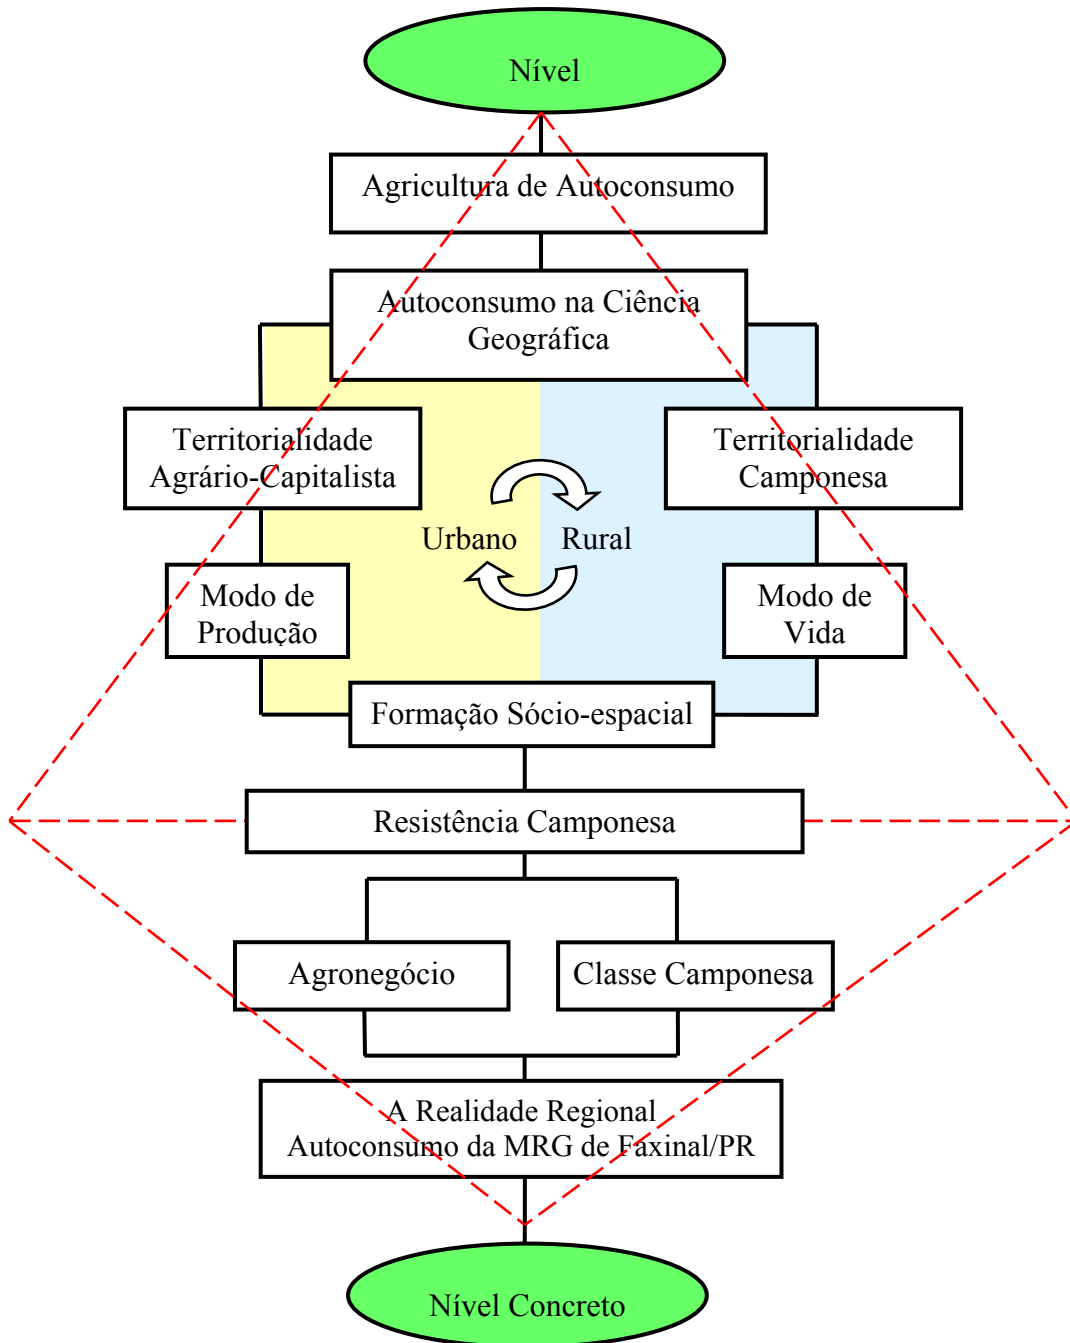 Nível
Agricultura de Autoconsumo
Autoconsumo na Ciência
Geográfica
Territorialidade
Agrário-Capitalista
Territorialidade
Camponesa
Urbano
Rural
Modo de
Produção
Modo de
Vida
Formação Sócio-espacial
Resistência Camponesa
Agronegócio
Classe Camponesa
A Realidade Regional
Autoconsumo da MRG de Faxinal/PR
Nível Concreto